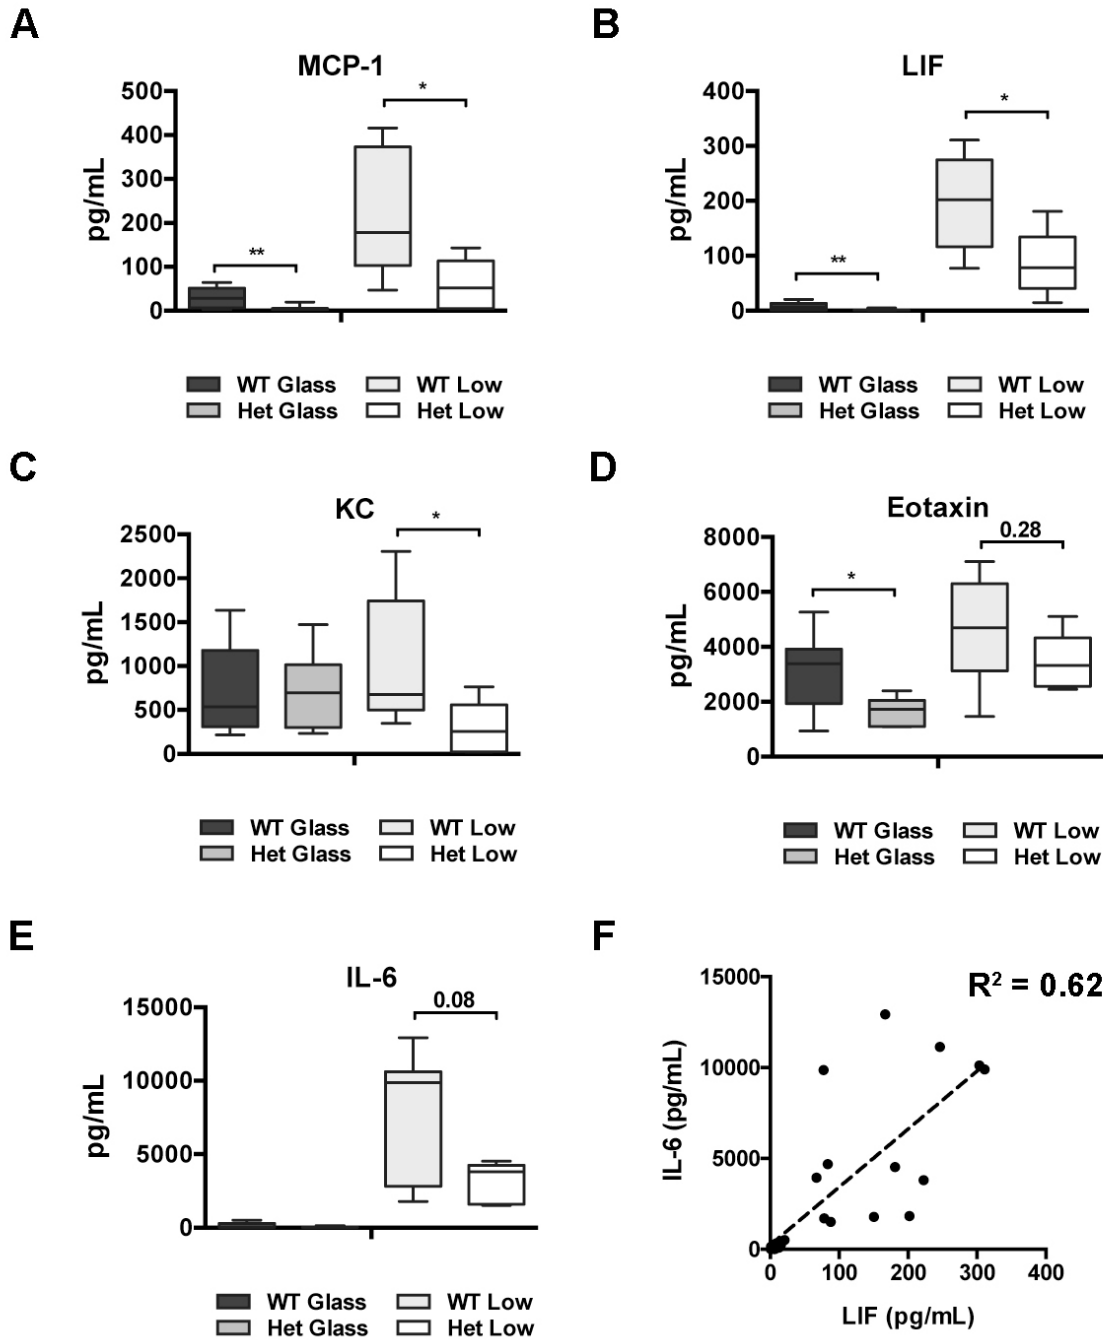 A
MCP-1
500
400
300
200
100
0
pg/mL
**
*
WT Glass
WT Low
Het Glass
Het Low
B
LIF
400
300
200
100
0
pg/mL
**
*
WT Glass
WT Low
Het Glass
Het Low
C
KC
2500
2000
1500
1000
500
0
pg/mL
*
WT Glass
WT Low
Het Glass
Het Low
D
Eotaxin
8000
6000
4000
2000
0
pg/mL
*
0.28
WT Glass
WT Low
Het Glass
Het Low
E
IL-6
15000
10000
5000
0
pg/mL
0.08
WT Glass
WT Low
Het Glass
Het Low
F
R² = 0.62
15000
10000
5000
0
IL-6 (pg/mL)
0 100 200 300 400
LIF (pg/mL)